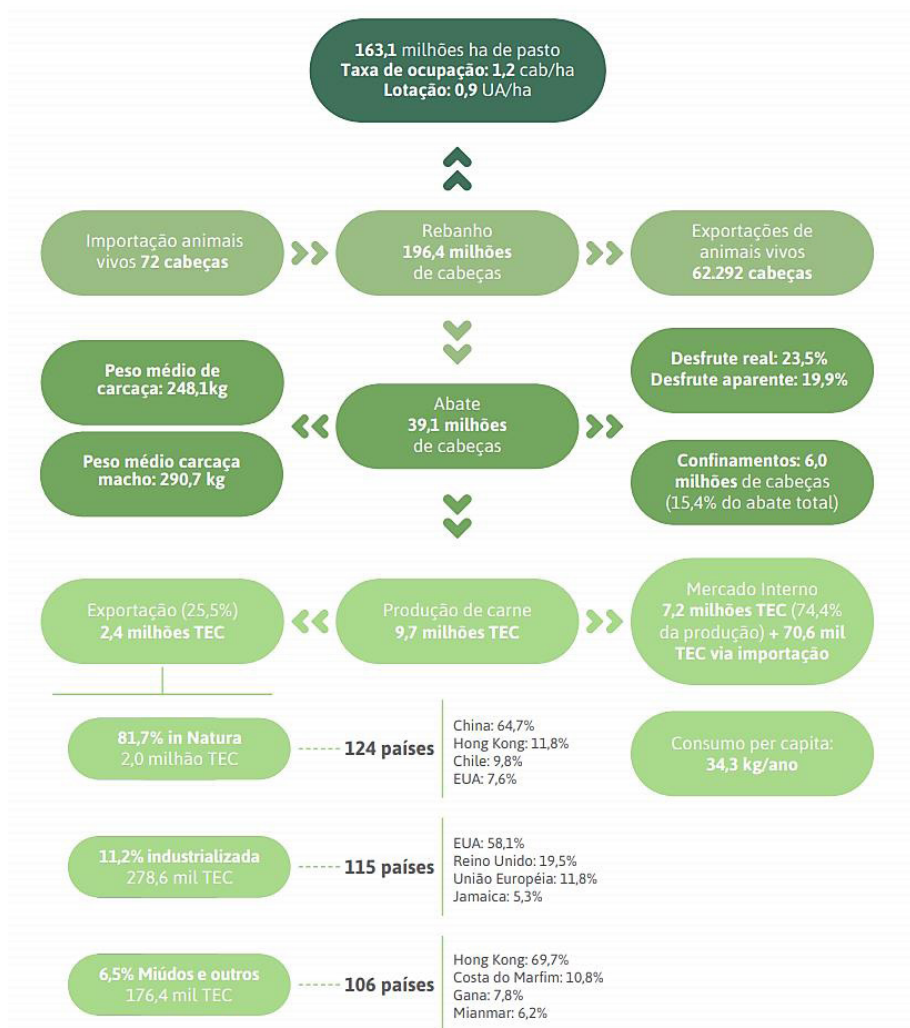 163,1 milhões ha de pasto
Taxa de ocupação: 1,2 cab/ha
Lotação: 0,9 UA/ha
Importação animais
vivos 72 cabeças
Rebanho
196,4 milhões
de cabeças
Exportações de
animais vivos
62.292 cabeças
Peso médio de
carcaça: 248,1kg
Peso médio carcaça
macho: 290,7 kg
Abate
39,1 milhões
de cabeças
Desfrute real: 23,5%
Desfrute aparente: 19,9%
Confinamentos: 6,0
milhões de cabeças
(15,4% do abate total)
Exportação (25,5%)
2,4 milhões TEC
Produção de carne
9,7 milhões TEC
Mercado Interno
7,2 milhões TEC (74,4%
da produção) + 70,6 mil
TEC via importação
81,7% in Natura
2,0 milhão TEC
124 países
China: 64,7%
Hong Kong: 11,8%
Chile: 9,8%
EUA: 7,6%
Consumo per capita:
34,3 kg/ano
11,2% industrializada
278,6 mil TEC
115 países
EUA: 58,1%
Reino Unido: 19,5%
União Européia: 11,8%
Jamaica: 5,3%
6,5% Miúdos e outros
176,4 mil TEC
106 países
Hong Kong: 69,7%
Costa do Marfim: 10,8%
Gana: 7,8%
Mianmar: 6,2%